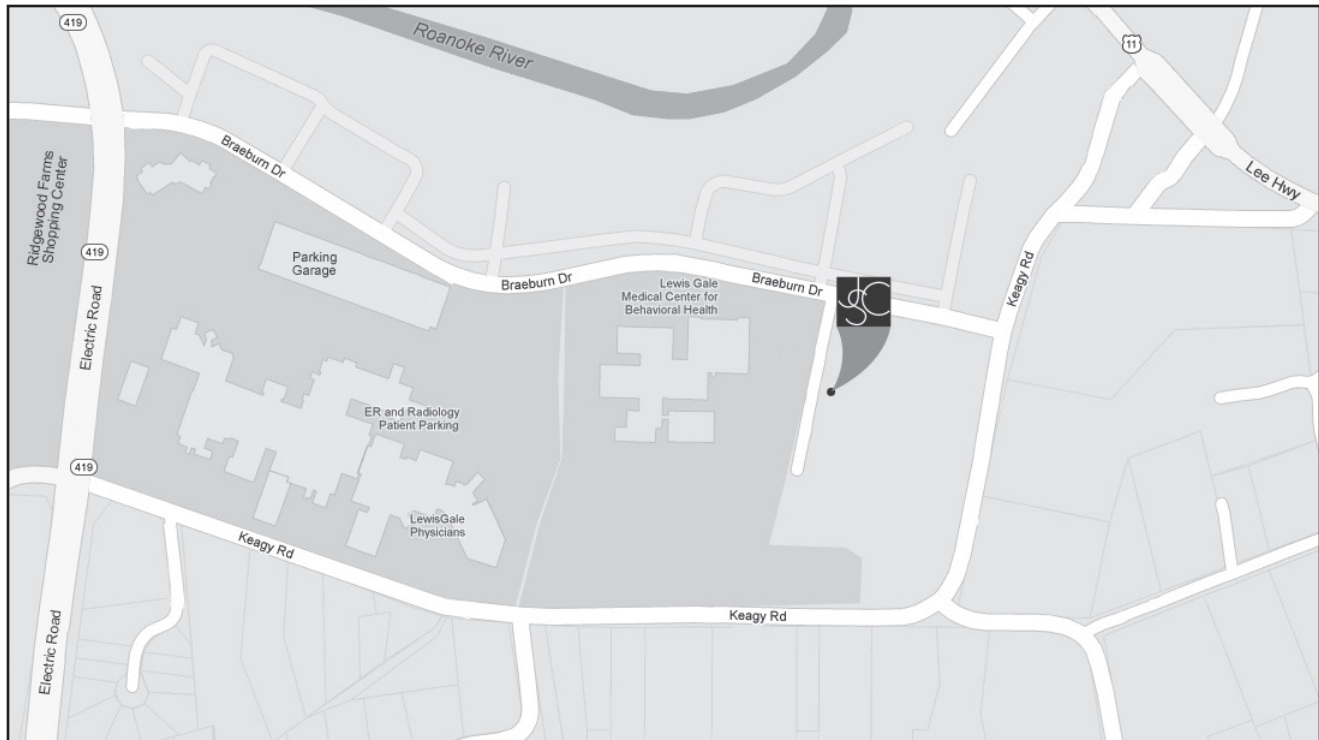 419
Roanoke River
11
Braeburn Dr
Lee Hwy
Ridgewood Farms
Shopping Center
419
Electric Road
Parking
Garage
Keagy Rd
Braeburn Dr
Lewis Gale
Medical Center for
Behavioral Health
Braeburn Dr
JSC
ER and Radiology
Patient Parking
419
LewisGale
Physicians
Keagy Rd
Keagy Rd
Electric Road